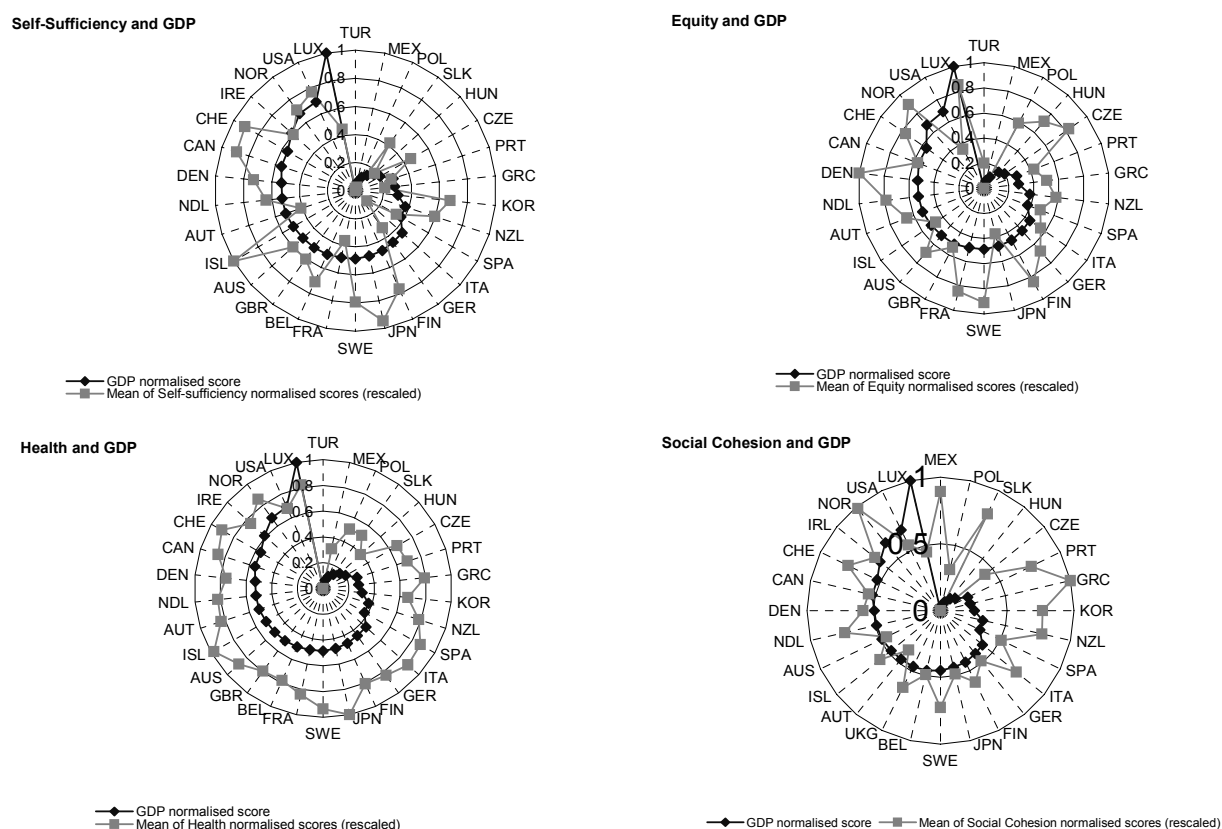 Self-Sufficiency and GDP
TUR
MEX
POL
SLK
HUN
CZE
PRT
GRC
KOR
NZL
SPA
ITA
GER
FIN
JPN
SWE
FRA
BEL
GBR
AUS
ISL
AUT
NDL
DEN
CAN
CHE
IRE
NOR
USA
LUX
1
0.8
0.6
0.4
0.2
0
GDP normalised score
Mean of Self-sufficiency normalised scores (rescaled)
Equity and GDP
TUR
MEX
POL
HUN
CZE
PRT
GRC
NZL
SPA
ITA
GER
FIN
JPN
SWE
FRA
BEL
GBR
AUS
ISL
AUT
NDL
DEN
CAN
CHE
NOR
USA
LUX
1
0.8
0.6
0.4
0.2
0
GDP normalised score
Mean of Equity normalised scores (rescaled)
Health and GDP
TUR
MEX
POL
SLK
HUN
CZE
PRT
GRC
KOR
NZL
SPA
ITA
GER
FIN
JPN
SWE
FRA
BEL
GBR
AUS
ISL
AUT
NDL
DEN
CAN
CHE
IRE
NOR
USA
LUX
1
0.8
0.6
0.4
0.2
0
GDP normalised score
Mean of Health normalised scores (rescaled)
Social Cohesion and GDP
MEX
POL
SLK
HUN
CZE
PRT
GRC
KOR
NZL
SPA
ITA
GER
FIN
JPN
SWE
BEL
UKG
AUT
ISL
AUS
NDL
DEN
CAN
CHE
IRL
NOR
USA
LUX
1
0.5
0
GDP normalised score
Mean of Social Cohesion normalised scores (rescaled)